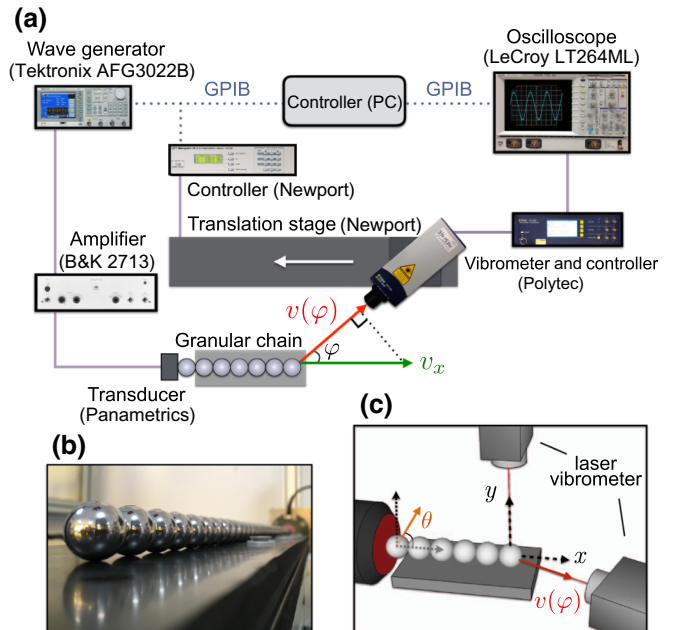 (a)
Wave generator
(Tektronix AFG3022B)
GPIB
Controller (PC)
GPIB
Oscilloscope
(LeCroy LT264ML)
Controller (Newport)
Translation stage (Newport)
Amplifier
(B&K 2713)
Vibrometer and controller
(Polytec)
v(φ)
φ
Granular chain
vₓ
Transducer
(Panametrics)
(b)
(c)
laser
vibrometer
y
θ
x
v(φ)